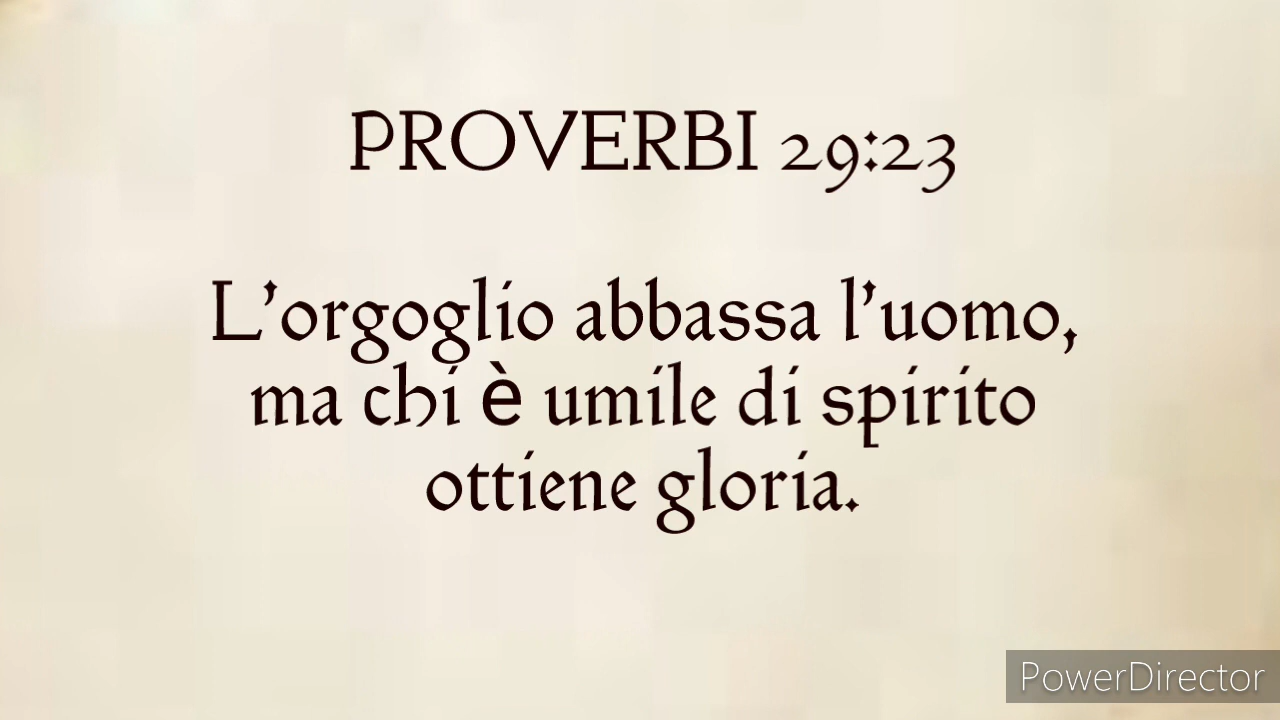 PROVERBI 29:23
L'orgoglio abbassa l'uomo,
ma chi è umile di spirito
ottiene gloria.
PowerDirector